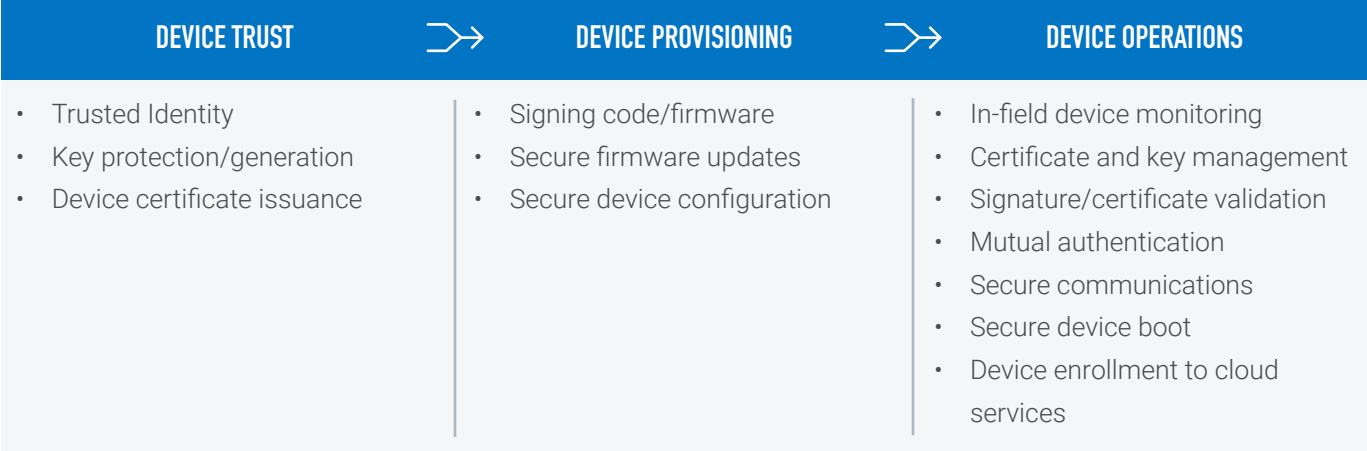 DEVICE TRUST
DEVICE PROVISIONING
DEVICE OPERATIONS
• Trusted Identity
• Key protection/generation
• Device certificate issuance
• Signing code/firmware
• Secure firmware updates
• Secure device configuration
• In-field device monitoring
• Certificate and key management
• Signature/certificate validation
• Mutual authentication
• Secure communications
• Secure device boot
• Device enrollment to cloud
services